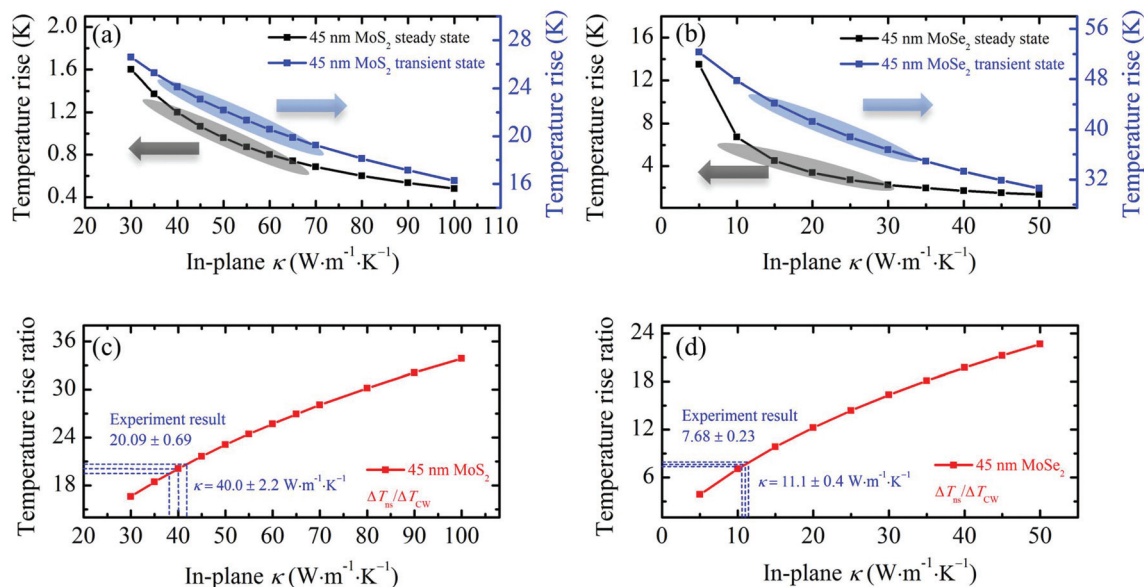 (a)
45 nm MoS₂ steady state
45 nm MoS₂ transient state
Temperature rise (K)
2.0
1.6
1.2
0.8
0.4
28
24
20
16
Temperature rise (K)
20 30 40 50 60 70 80 90 100 110
In-plane κ (W·m⁻¹·K⁻¹)
(b)
45 nm MoSe₂ steady state
45 nm MoSe₂ transient state
Temperature rise (K)
16
12
8
4
56
52
48
44
40
36
32
Temperature rise (K)
0 10 20 30 40 50
In-plane κ (W·m⁻¹·K⁻¹)
(c)
Temperature rise ratio
36
30
24
18
Experiment result
20.09 ± 0.69
κ = 40.0 ± 2.2 W·m⁻¹·K⁻¹
45 nm MoS₂
ΔT_ns/ΔT_CW
20 30 40 50 60 70 80 90 100
In-plane κ (W·m⁻¹·K⁻¹)
(d)
Temperature rise ratio
24
18
12
6
Experiment result
7.68 ± 0.23
κ = 11.1 ± 0.4 W·m⁻¹·K⁻¹
45 nm MoSe₂
ΔT_ns/ΔT_CW
0 10 20 30 40 50
In-plane κ (W·m⁻¹·K⁻¹)